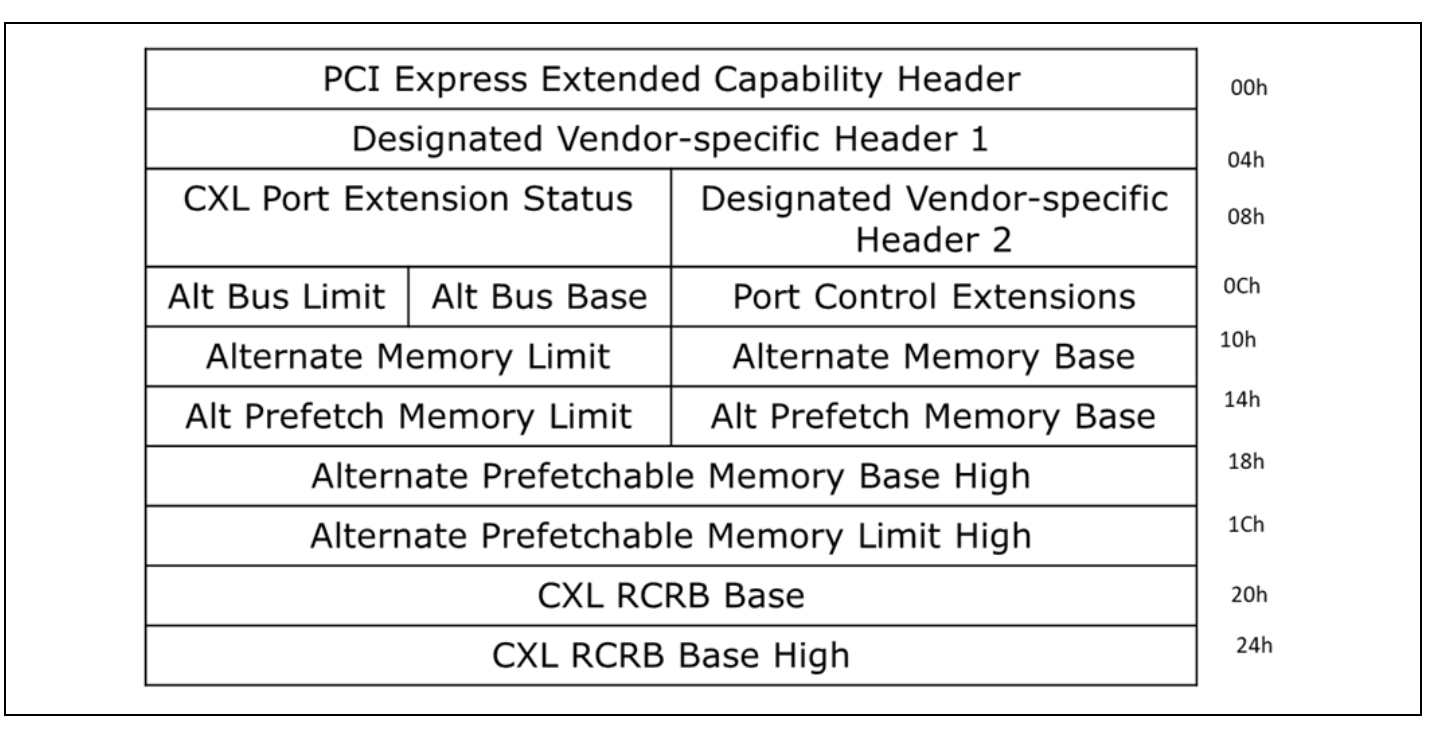 PCI Express Extended Capability Header
00h
Designated Vendor-specific Header 1
04h
CXL Port Extension Status
Designated Vendor-specific
Header 2
08h
Alt Bus Limit
Alt Bus Base
Port Control Extensions
0Ch
Alternate Memory Limit
Alternate Memory Base
10h
Alt Prefetch Memory Limit
Alt Prefetch Memory Base
14h
Alternate Prefetchable Memory Base High
18h
Alternate Prefetchable Memory Limit High
1Ch
CXL RCRB Base
20h
CXL RCRB Base High
24h